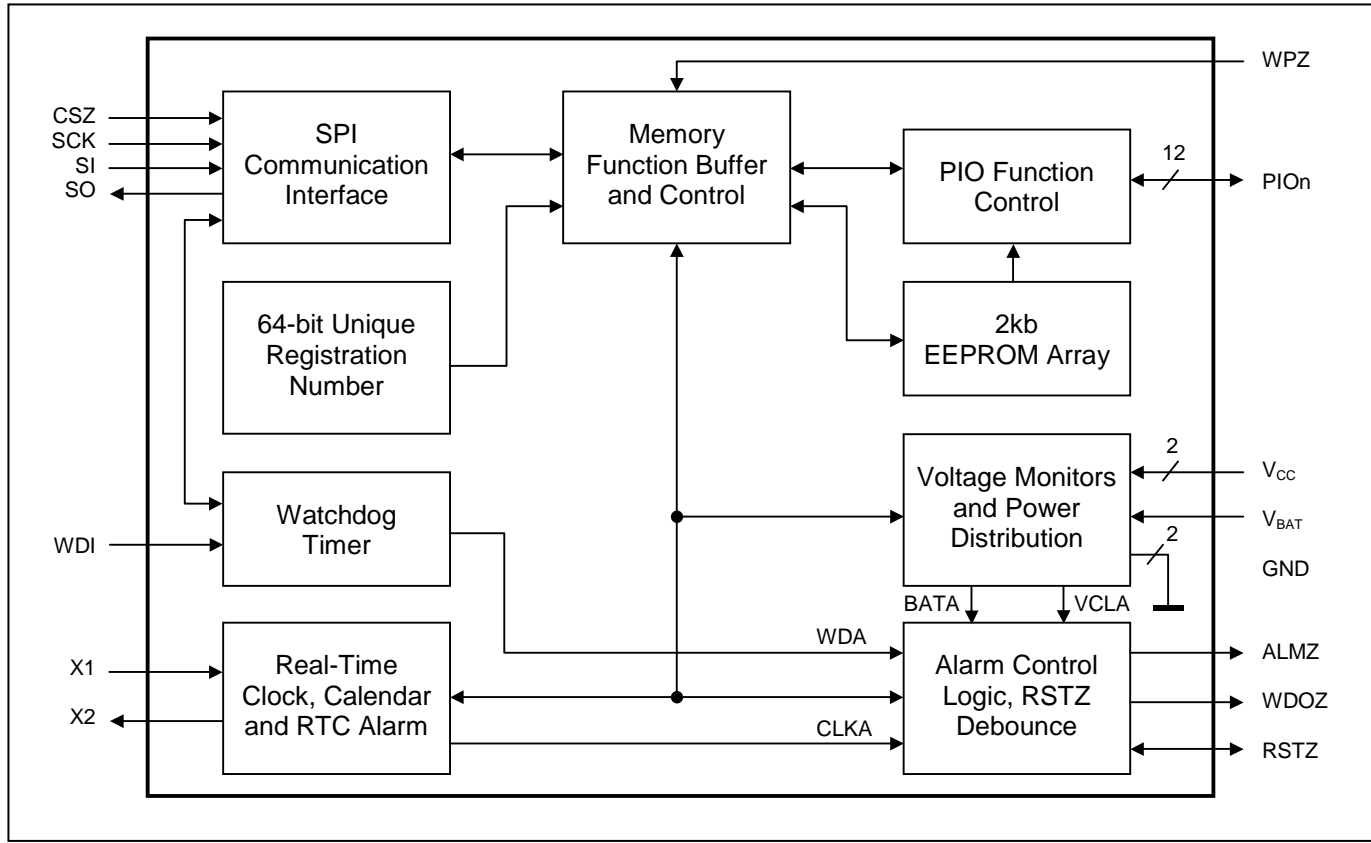 WPZ
CSZ
SCK
SI
SO
SPI
Communication
Interface
Memory
Function Buffer
and Control
PIO Function
Control
12
PIOn
64-bit Unique
Registration
Number
2kb
EEPROM Array
Watchdog
Timer
WDI
Voltage Monitors
and Power
Distribution
2
VCC
VBAT
2
GND
BATA
VCLA
WDA
X1
X2
Real-Time
Clock, Calendar
and RTC Alarm
CLKA
Alarm Control
Logic, RSTZ
Debounce
ALMZ
WDOZ
RSTZ